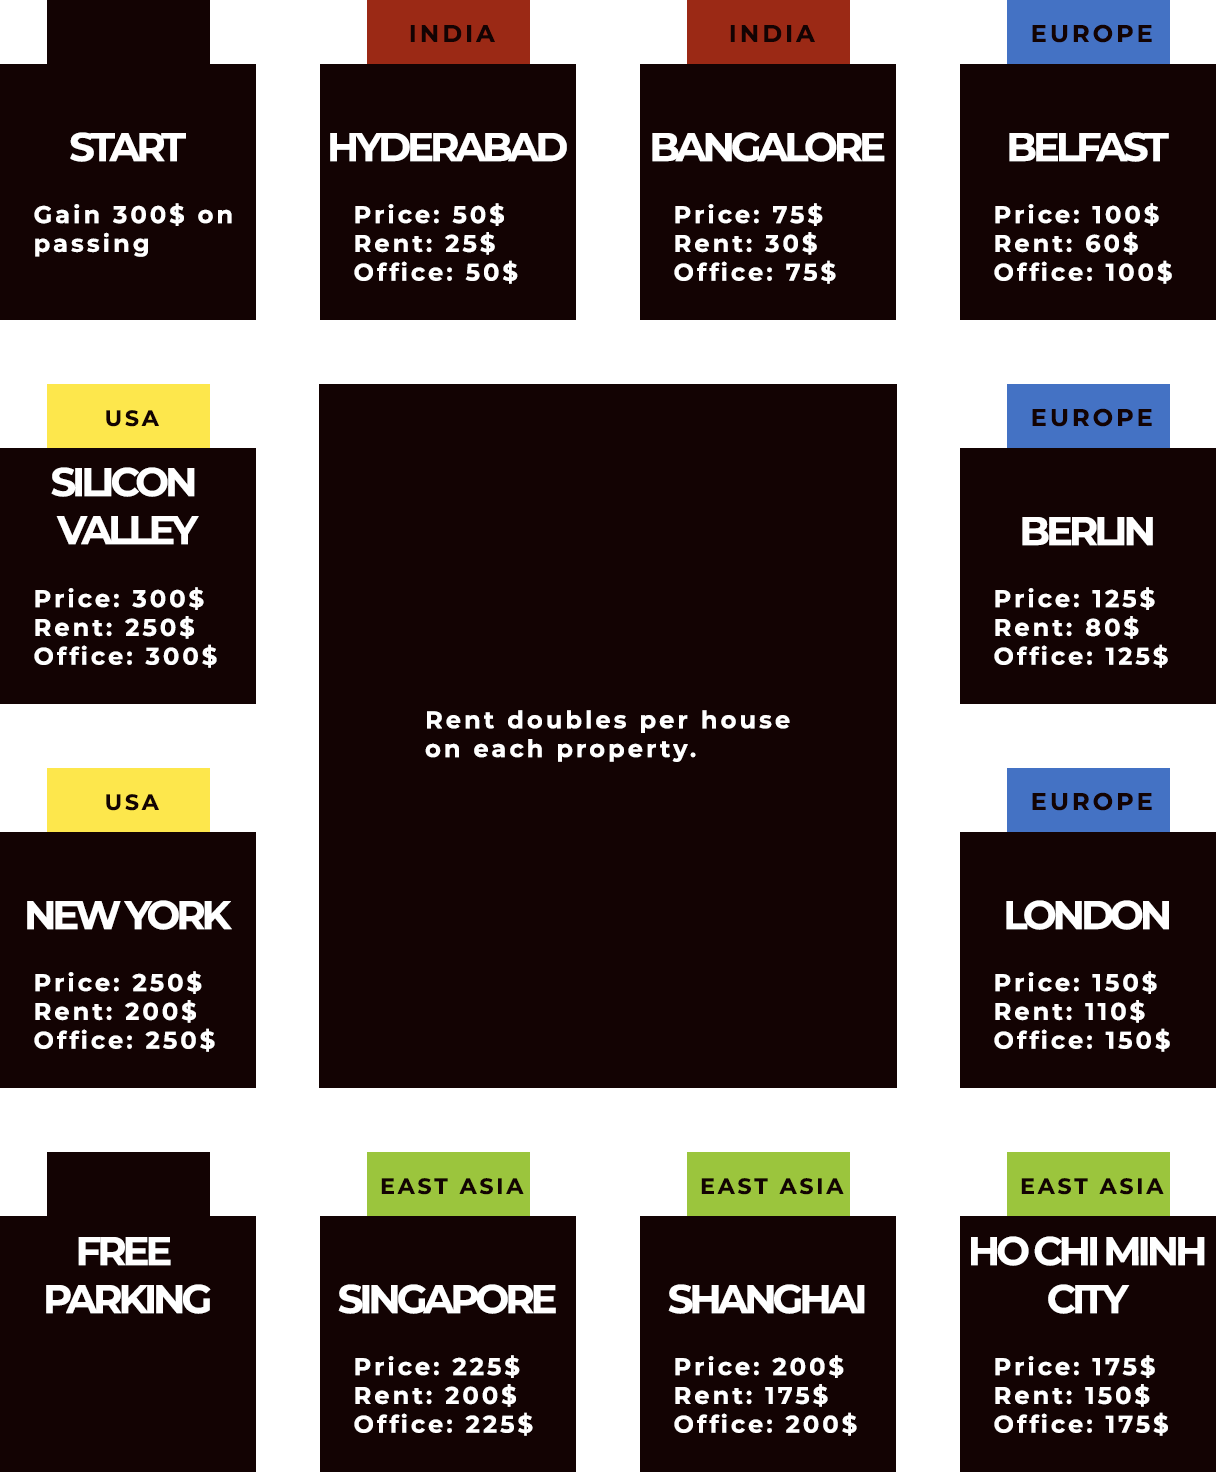 START
Gain 300$ on
passing
INDIA
HYDERABAD
Price: 50$
Rent: 25$
Office: 50$
INDIA
BANGALORE
Price: 75$
Rent: 30$
Office: 75$
EUROPE
BELFAST
Price: 100$
Rent: 60$
Office: 100$
USA
SILICON
VALLEY
Price: 300$
Rent: 250$
Office: 300$
Rent doubles per house
on each property.
EUROPE
BERLIN
Price: 125$
Rent: 80$
Office: 125$
USA
NEW YORK
Price: 250$
Rent: 200$
Office: 250$
EUROPE
LONDON
Price: 150$
Rent: 110$
Office: 150$
FREE
PARKING
EAST ASIA
SINGAPORE
Price: 225$
Rent: 200$
Office: 225$
EAST ASIA
SHANGHAI
Price: 200$
Rent: 175$
Office: 200$
EAST ASIA
HO CHI MINH
CITY
Price: 175$
Rent: 150$
Office: 175$